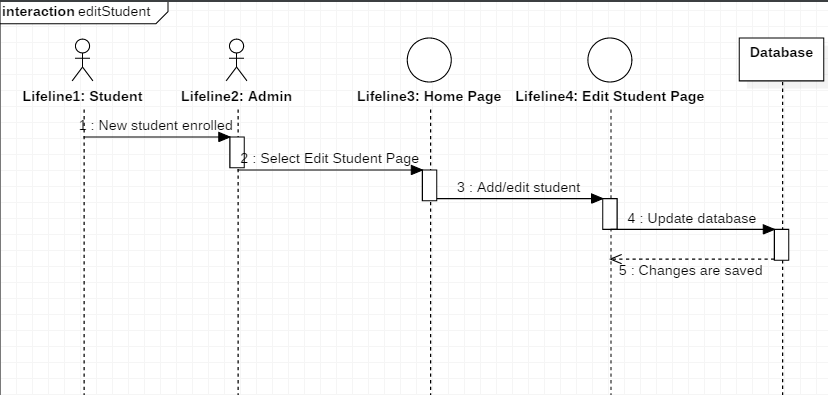 interaction editStudent
Lifeline1: Student
Lifeline2: Admin
Lifeline3: Home Page
Lifeline4: Edit Student Page
Database
1 : New student enrolled
2 : Select Edit Student Page
3 : Add/edit student
4 : Update database
5 : Changes are saved